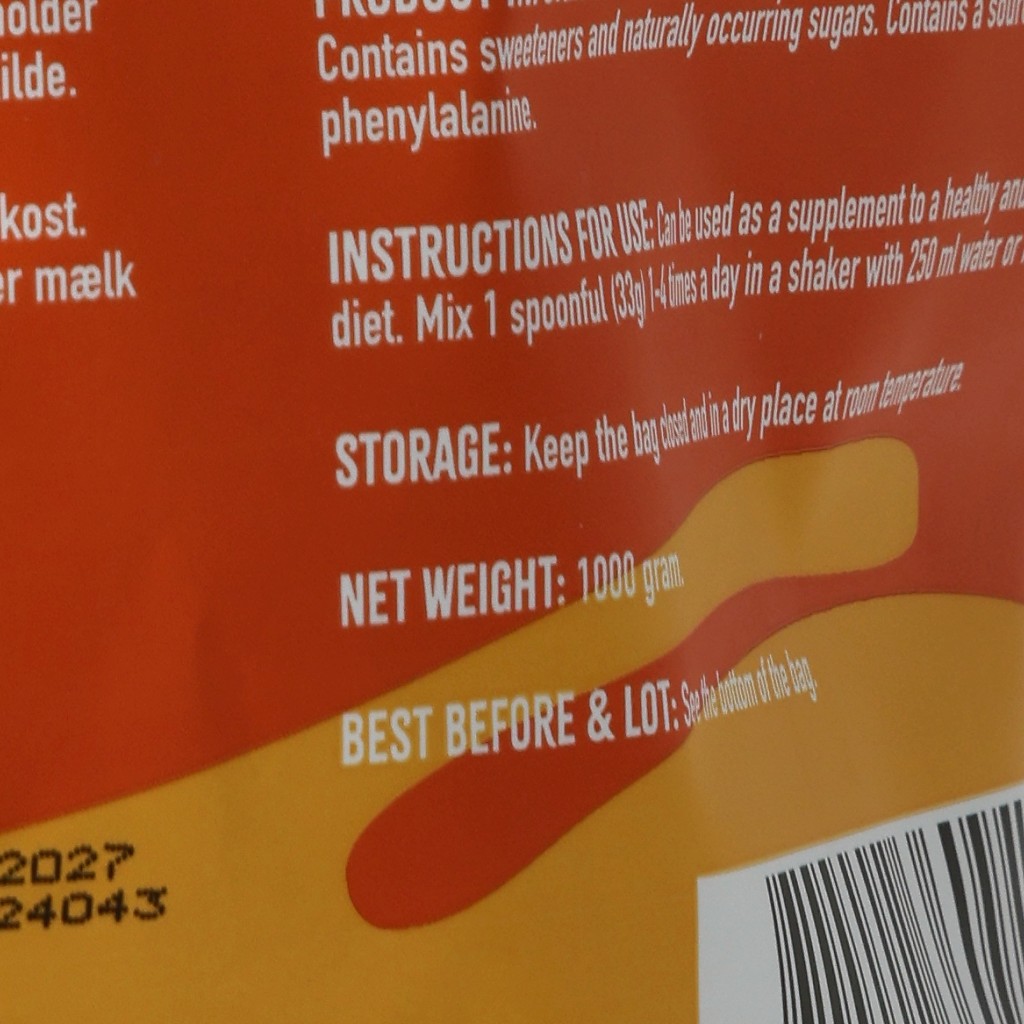 ilde.
kost.
er mælk
Contains sweeteners and naturally occurring sugars. Contains a
phenylalanine.
INSTRUCTIONS FOR USE: Can be used as a supplement to a healthy and
diet. Mix 1 spoonful (33g) 1-4 times a day in a shaker with 250 ml water or
STORAGE: Keep the bag closed and in a dry place at room temperature.
NET WEIGHT: 1000 gram.
BEST BEFORE & LOT: See the bottom of the bag.
2027
24043